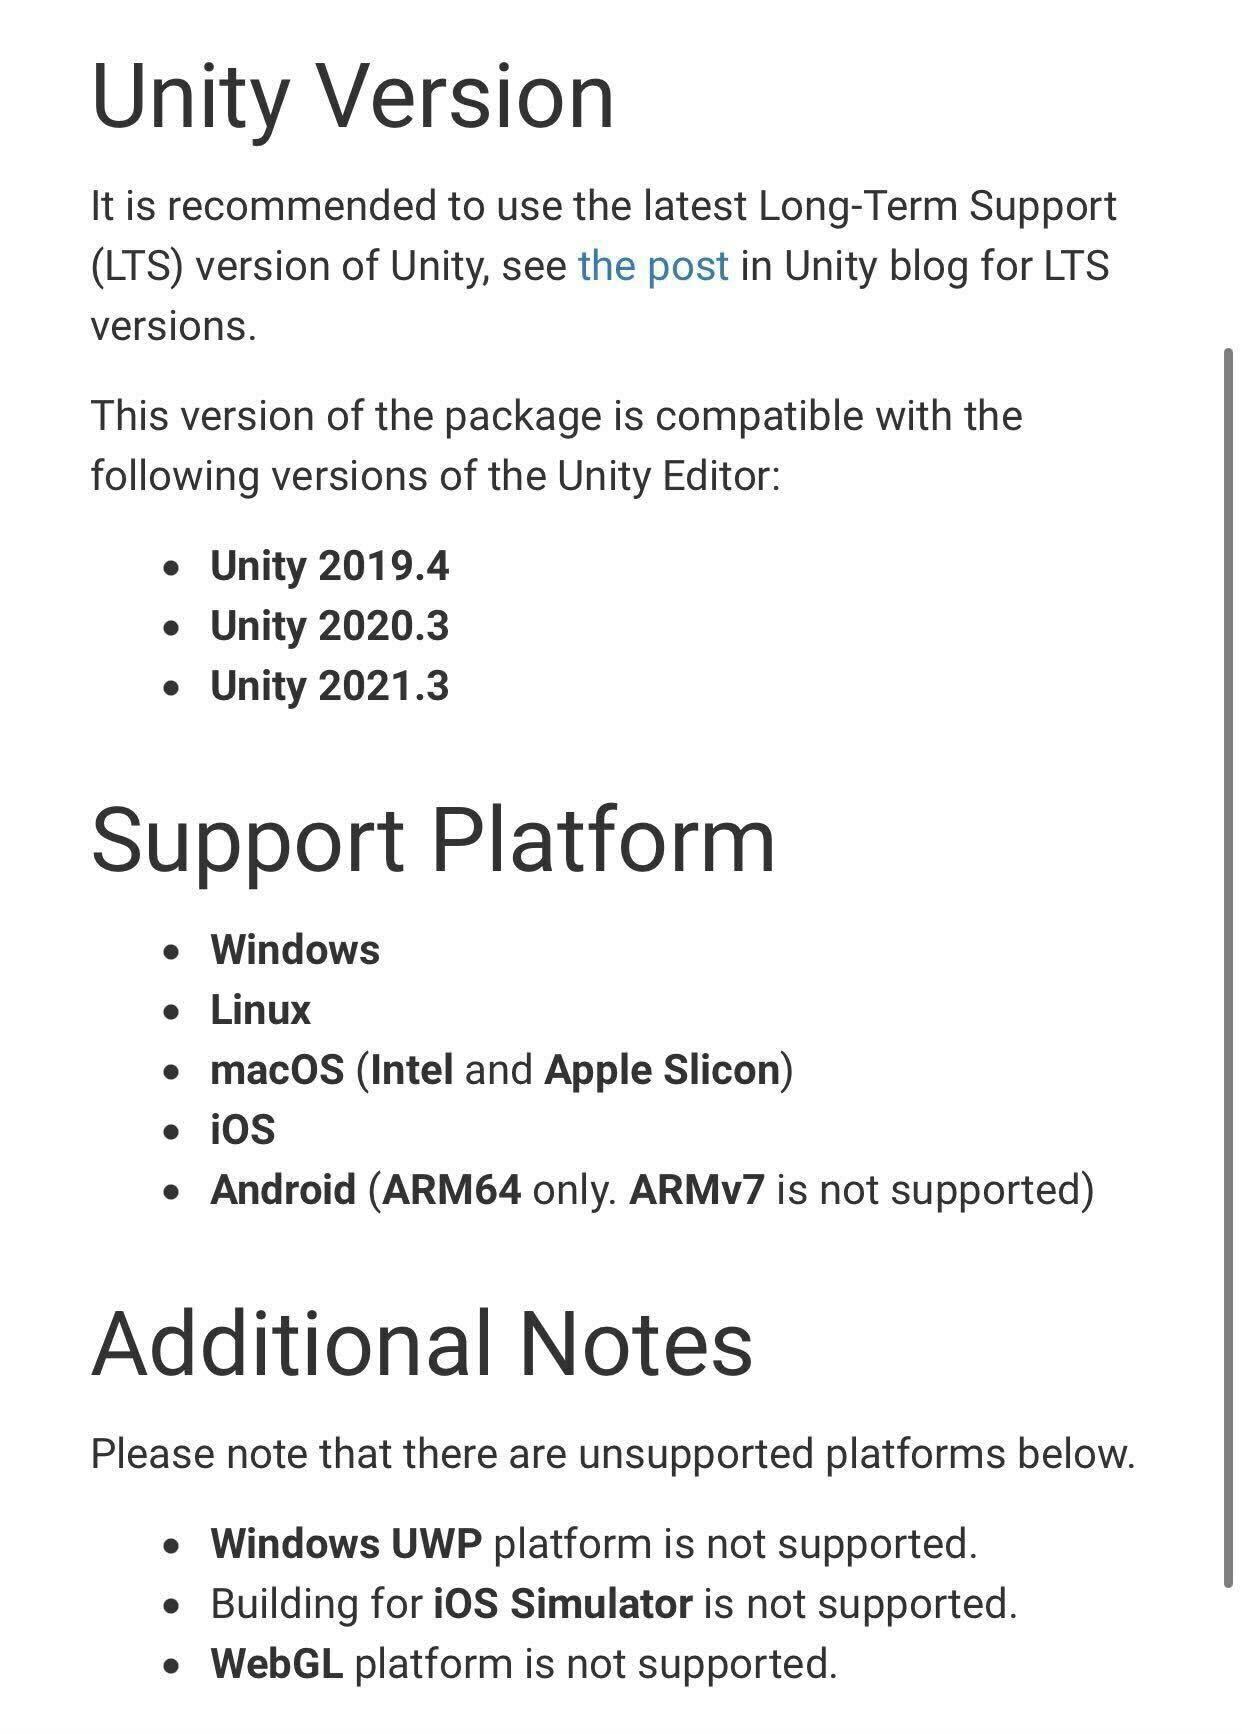 Unity Version
It is recommended to use the latest Long-Term Support
(LTS) version of Unity, see the post in Unity blog for LTS
versions.
This version of the package is compatible with the
following versions of the Unity Editor:
• Unity 2019.4
• Unity 2020.3
• Unity 2021.3
Support Platform
• Windows
• Linux
• macOS (Intel and Apple Slicon)
• iOS
• Android (ARM64 only. ARMv7 is not supported)
Additional Notes
Please note that there are unsupported platforms below.
• Windows UWP platform is not supported.
• Building for iOS Simulator is not supported.
• WebGL platform is not supported.